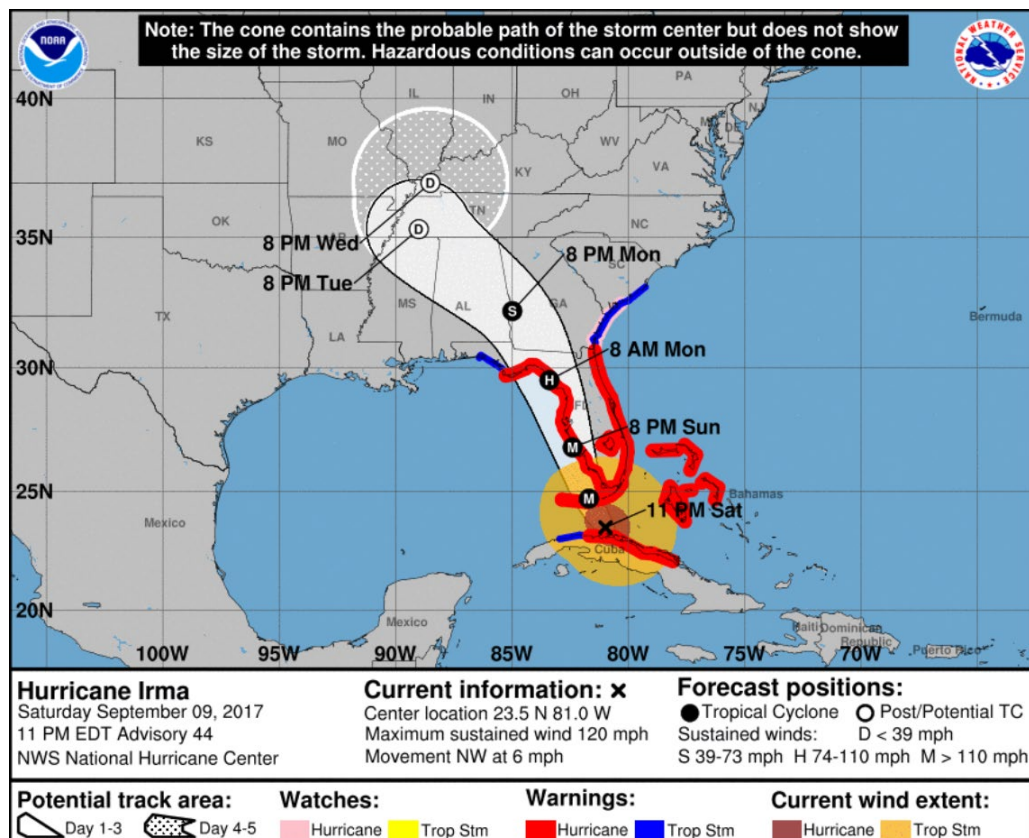 Note: The cone contains the probable path of the storm center but does not show
the size of the storm. Hazardous conditions can occur outside of the cone.
NOAA
NATIONAL WEATHER SERVICE
40N
35N
30N
25N
20N
100W
95W
90W
85W
80W
75W
70W
KS
MO
IL
IN
OH
PA
NJ
DE
WV
VA
KY
OK
AR
TN
NC
SC
TX
LA
MS
AL
GA
FL
Bermuda
Bahamas
Mexico
Mexico
Cuba
Haiti
Dominican
Republic
Puerto Rico
8 PM Wed
D
8 PM Tue
D
8 PM Mon
S
8 AM Mon
H
8 PM Sun
M
M
11 PM Sat
Hurricane Irma
Saturday September 09, 2017
11 PM EDT Advisory 44
NWS National Hurricane Center
Current information: ×
Center location 23.5 N 81.0 W
Maximum sustained wind 120 mph
Movement NW at 6 mph
Forecast positions:
● Tropical Cyclone ○ Post/Potential TC
Sustained winds: D < 39 mph
S 39-73 mph H 74-110 mph M > 110 mph
Potential track area:
Day 1-3 Day 4-5
Watches:
Hurricane Trop Stm
Warnings:
Hurricane Trop Stm
Current wind extent:
Hurricane Trop Stm